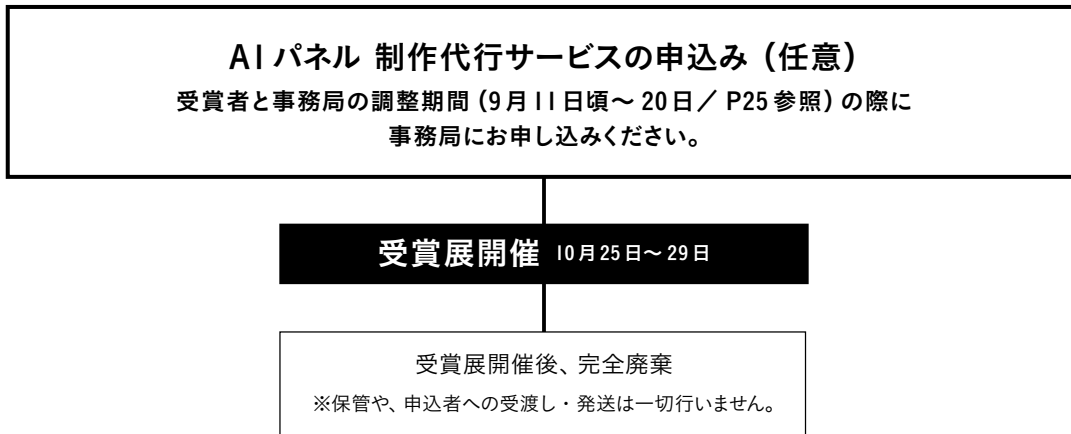 A1パネル 制作代行サービスの申込み（任意）
受賞者と事務局の調整期間（9月11日頃〜20日／P25参照）の際に
事務局にお申し込みください。
受賞展開催 10月25日〜29日
受賞展開催後、完全廃棄
※保管や、申込者への受渡し・発送は一切行いません。